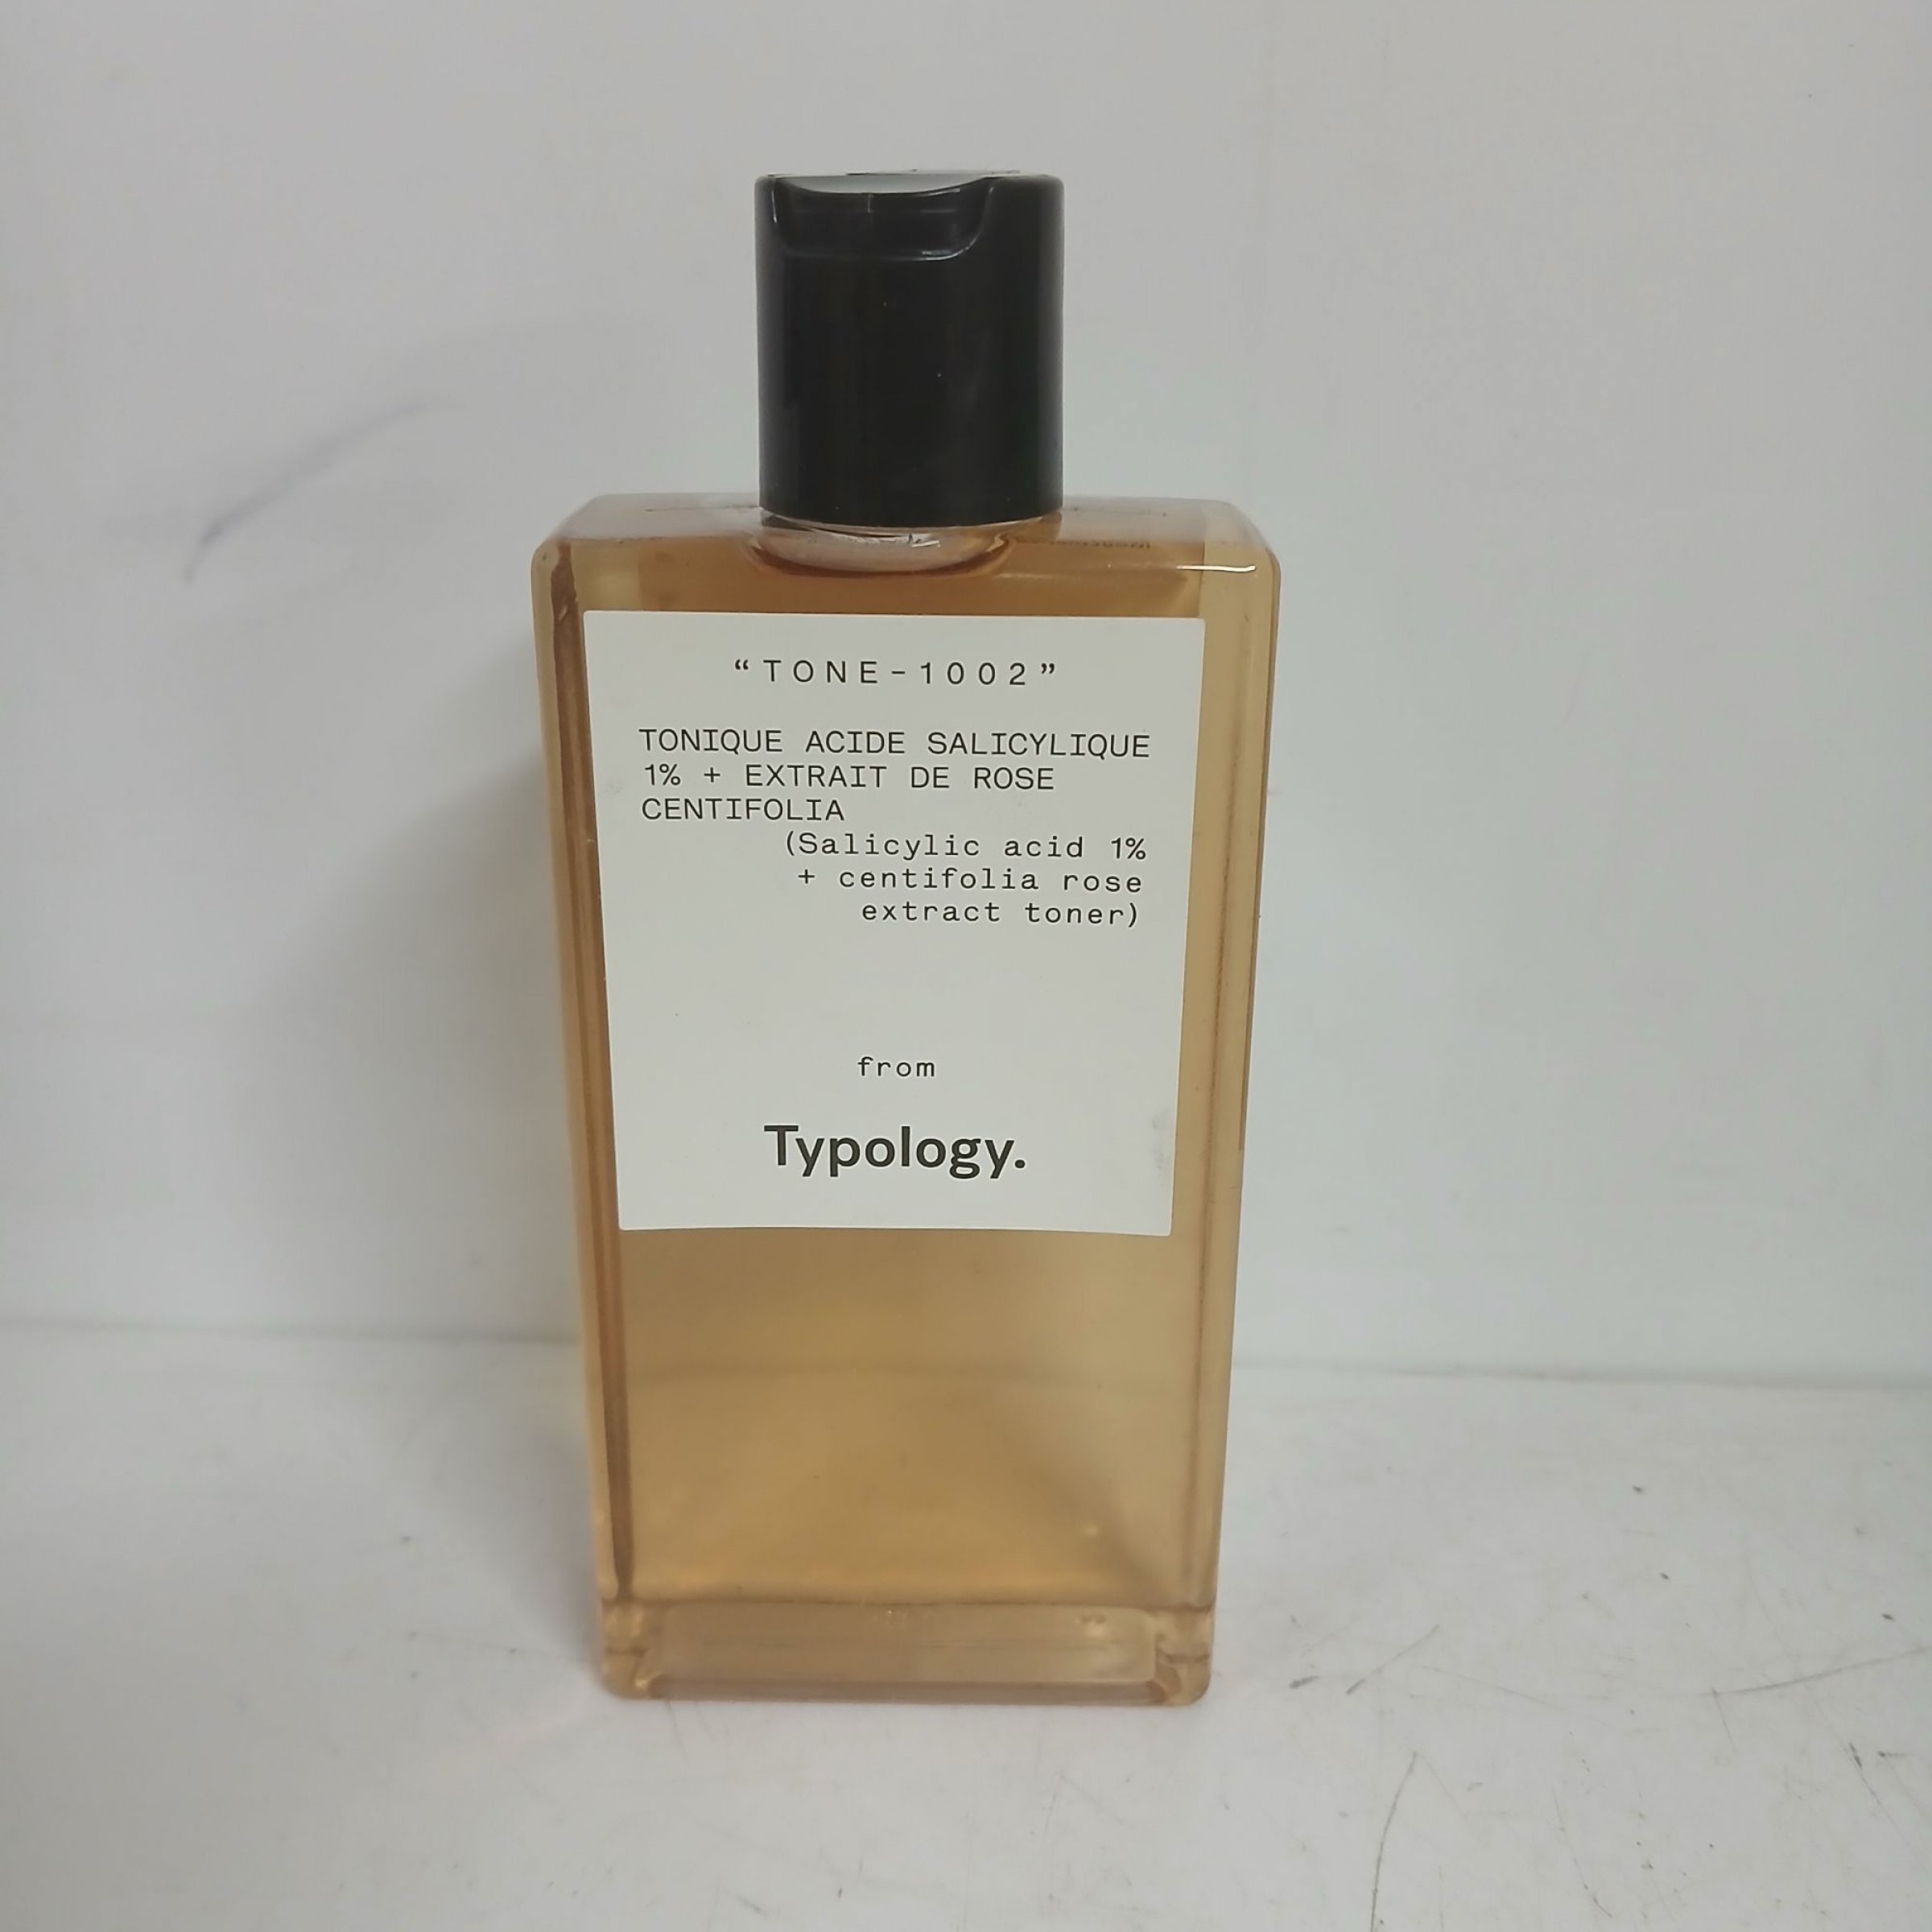 “TONE-1002”
TONIQUE ACIDE SALICYLIQUE
1% + EXTRAIT DE ROSE
CENTIFOLIA
(Salicylic acid 1%
+ centifolia rose
extract toner)
from
Typology.